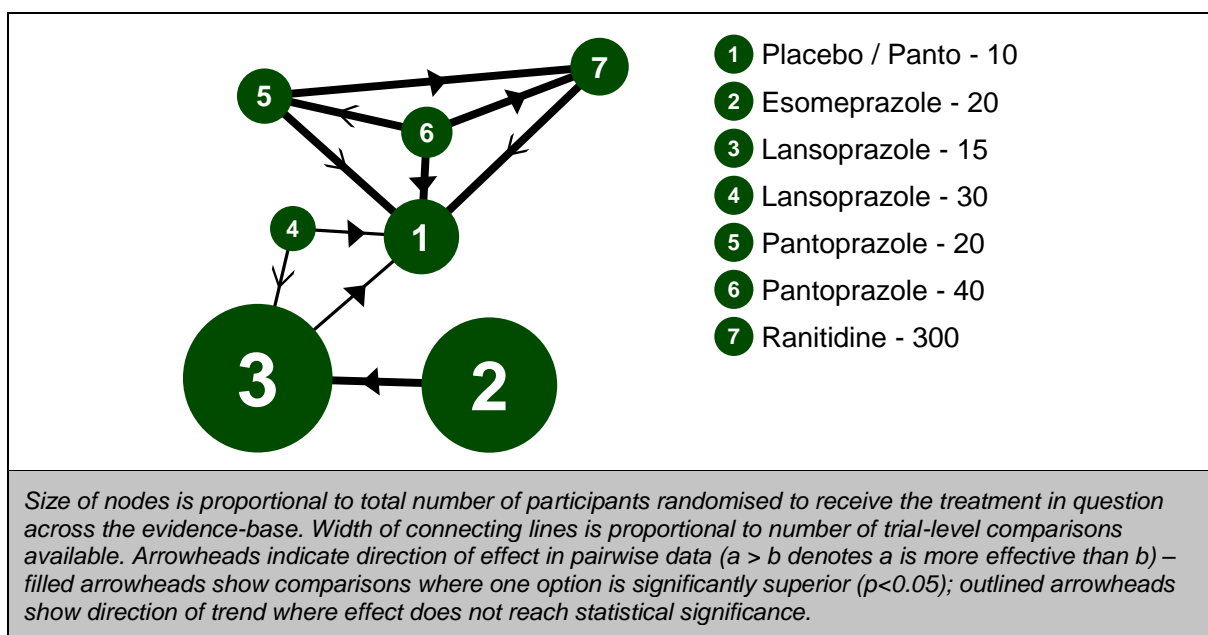 7
5
6
4
1
3
2
1 Placebo / Panto - 10
2 Esomeprazole - 20
3 Lansoprazole - 15
4 Lansoprazole - 30
5 Pantoprazole - 20
6 Pantoprazole - 40
7 Ranitidine - 300
Size of nodes is proportional to total number of participants randomised to receive the treatment in question
across the evidence-base. Width of connecting lines is proportional to number of trial-level comparisons
available. Arrowheads indicate direction of effect in pairwise data (a > b denotes a is more effective than b) –
filled arrowheads show comparisons where one option is significantly superior (p<0.05); outlined arrowheads
show direction of trend where effect does not reach statistical significance.